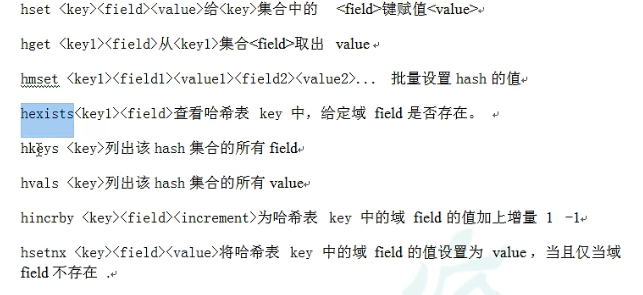 hset <key><field><value>给<key>集合中的 <field>键赋值<value>
hget <key1><field>从<key1>集合<field>取出 value
hmset <key1><field1><value1><field2><value2>... 批量设置 hash 的值
hexists<key1><field>查看哈希表 key 中，给定域 field 是否存在。
hkeys <key>列出该 hash 集合的所有 field
hvals <key>列出该 hash 集合的所有 value
hincrby <key><field><increment>为哈希表 key 中的域 field 的值加上增量 1 -1
hsetnx <key><field><value>将哈希表 key 中的域 field 的值设置为 value，当且仅当域
field 不存在 .